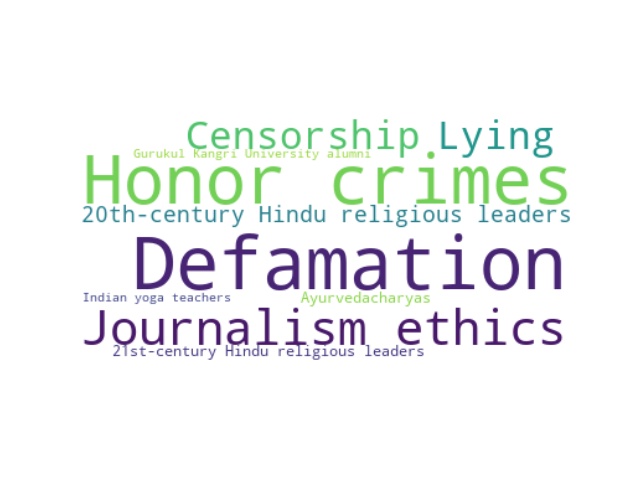 Censorship Lying
Gurukul Kangri University alumni
Honor crimes
20th-century Hindu religious leaders
Defamation
Indian yoga teachers
Ayurvedacharyas
Journalism ethics
21st-century Hindu religious leaders